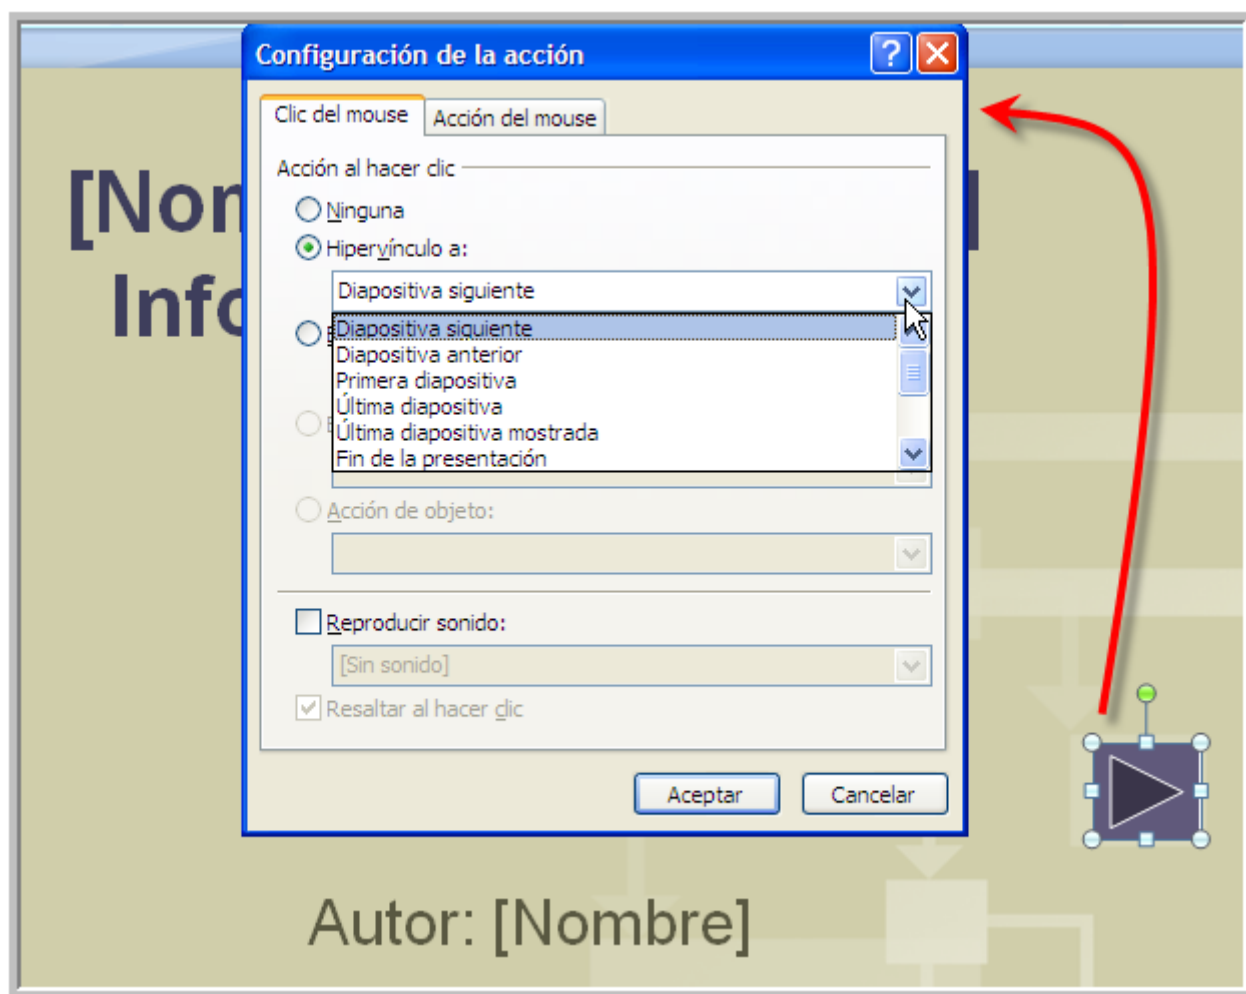 Configuración de la acción
Clic del mouse
Acción del mouse
Acción al hacer clic
[Nom
]
Ninguna
Hipervínculo a:
Info
Diapositiva siguiente
Diapositiva siguiente
Diapositiva anterior
Primera diapositiva
Última diapositiva
Última diapositiva mostrada
Fin de la presentación
Acción de objeto:
Reproducir sonido:
[Sin sonido]
Resaltar al hacer clic
Aceptar
Cancelar
Autor: [Nombre]